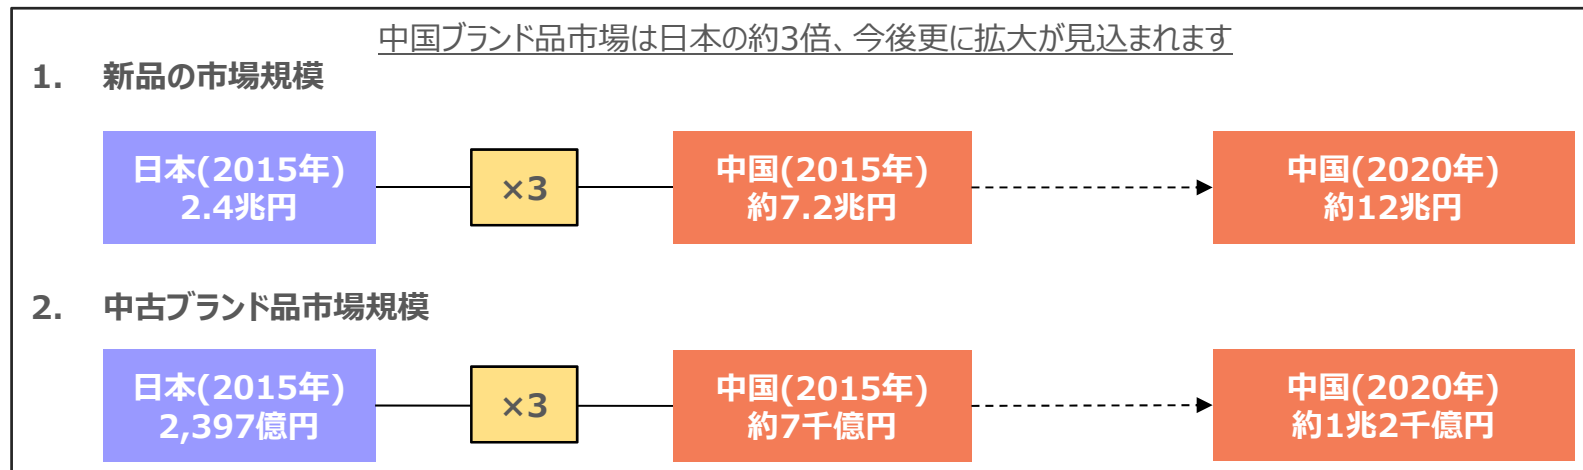 中国ブランド品市場は日本の約3倍、今後更に拡大が見込まれます
1. 新品の市場規模
日本(2015年)
2.4兆円
×3
中国(2015年)
約7.2兆円
中国(2020年)
約12兆円
2. 中古ブランド品市場規模
日本(2015年)
2,397億円
×3
中国(2015年)
約7千億円
中国(2020年)
約1兆2千億円